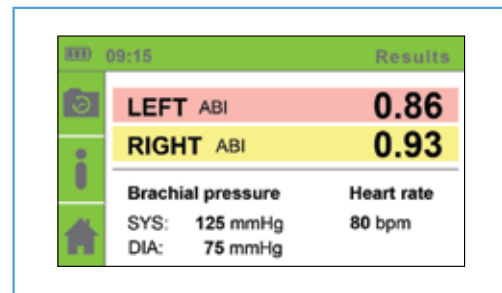 09:15 Results
LEFT ABI 0.86
RIGHT ABI 0.93
Brachial pressure Heart rate
SYS: 125 mmHg 80 bpm
DIA: 75 mmHg